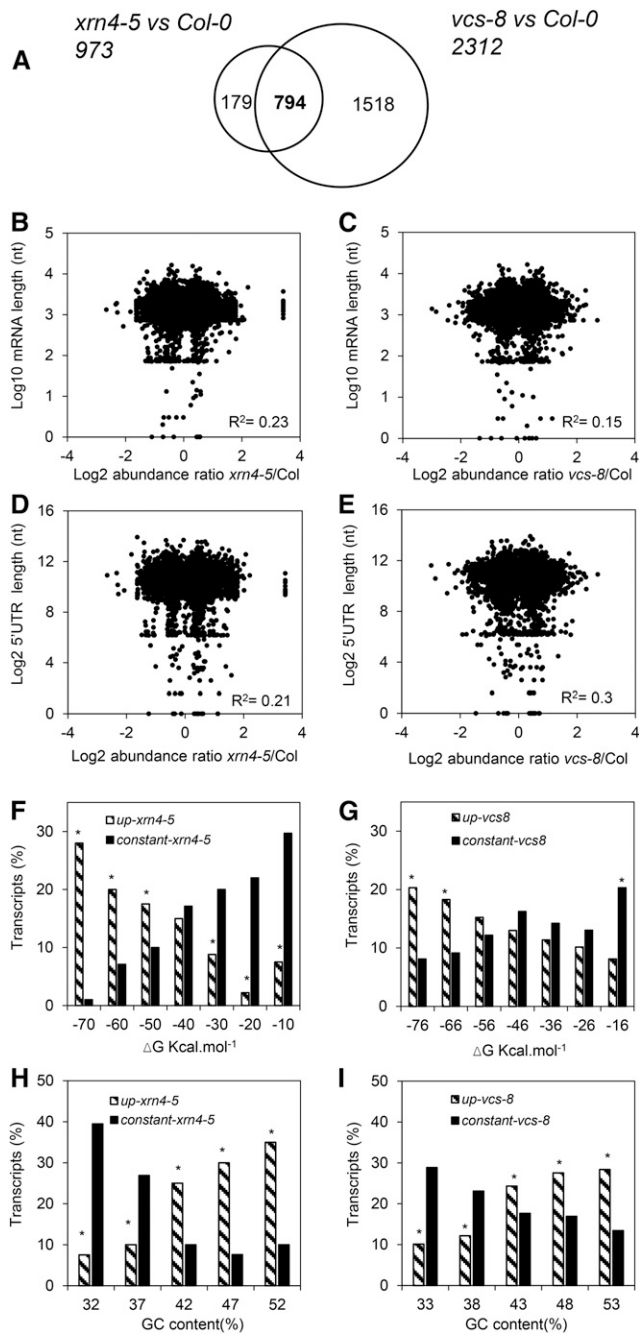 xrn4-5 vs Col-0
973
vcs-8 vs Col-0
2312
A
179
794
1518
B
Log10 mRNA length (nt)
5
4
3
2
1
0
R²= 0.23
-4 -2 0 2 4
Log2 abundance ratio xrn4-5/Col
C
Log10 mRNA length (nt)
5
4
3
2
1
0
R²= 0.15
-4 -2 0 2 4
Log2 abundance ratio vcs-8/Col
D
Log2 5'UTR length (nt)
16
12
8
4
0
R²= 0.21
-4 -2 0 2 4
Log2 abundance ratio xrn4-5/Col
E
Log2 5'UTR length (nt)
16
12
8
4
0
R²= 0.3
-4 -2 0 2 4
Log2 abundance ratio vcs-8/Col
F
Transcripts (%)
30
20
10
0
up-xrn4-5
constant-xrn4-5
* * * * * *
-70 -60 -50 -40 -30 -20 -10
△G Kcal.mol⁻¹
G
Transcripts (%)
30
20
10
0
up-vcs8
constant-vcs8
* * *
-76 -66 -56 -46 -36 -26 -16
△G Kcal.mol⁻¹
H
Transcripts (%)
50
40
30
20
10
0
up-xrn4-5
constant-xrn4-5
* * * * *
32 37 42 47 52
GC content(%)
I
Transcripts (%)
50
40
30
20
10
0
up-vcs-8
constant-vcs-8
* * * * *
33 38 43 48 53
GC content(%)